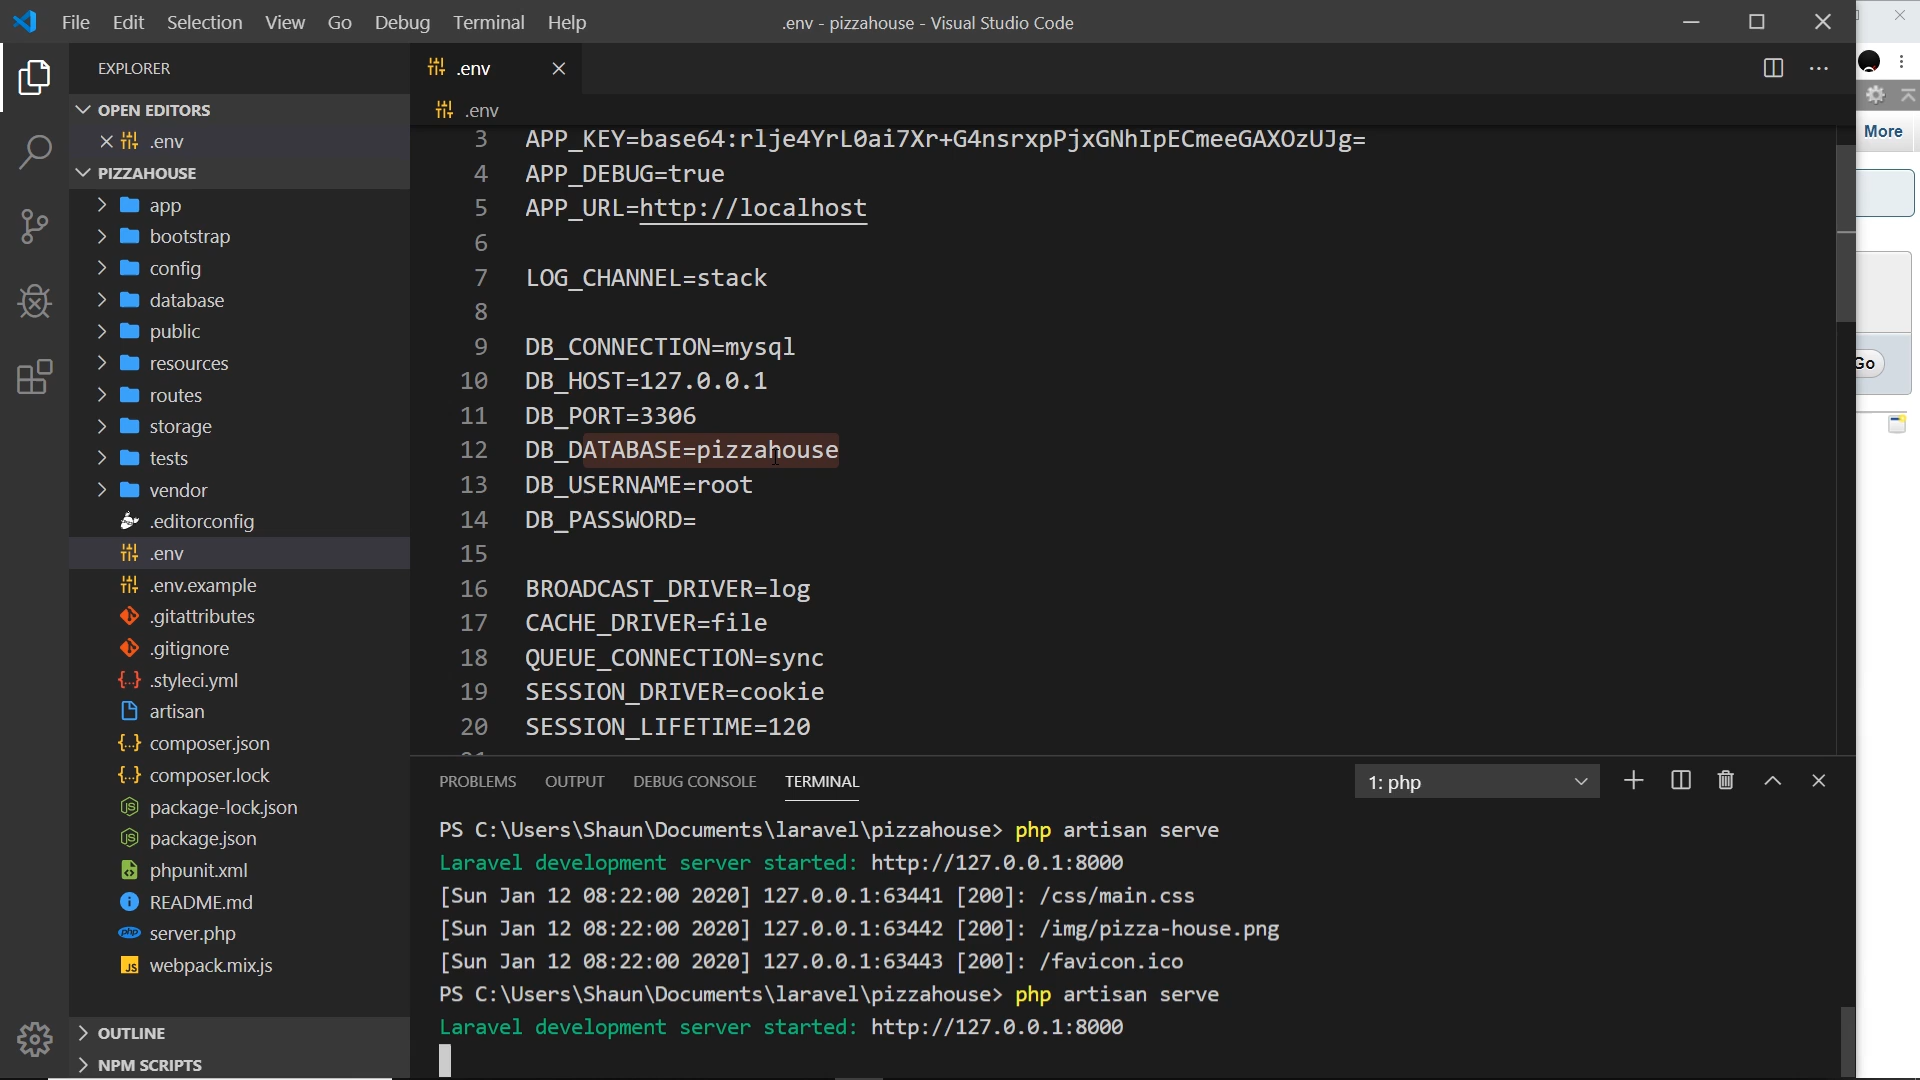 File Edit Selection View Go Debug Terminal Help
.env - pizzahouse - Visual Studio Code
EXPLORER
OPEN EDITORS
.env
PIZZAHOUSE
app
bootstrap
config
database
public
resources
routes
storage
tests
vendor
.editorconfig
.env
.env.example
.gitattributes
.gitignore
.styleci.yml
artisan
composer.json
composer.lock
package-lock.json
package.json
phpunit.xml
README.md
server.php
webpack.mix.js
OUTLINE
NPM SCRIPTS
.env
.env
3 APP_KEY=base64:rlje4YrL0ai7Xr+G4nsrxpPjxGNhIpECmeeGAXOzUJg=
4 APP_DEBUG=true
5 APP_URL=http://localhost
6
7 LOG_CHANNEL=stack
8
9 DB_CONNECTION=mysql
10 DB_HOST=127.0.0.1
11 DB_PORT=3306
12 DB_DATABASE=pizzahouse
13 DB_USERNAME=root
14 DB_PASSWORD=
15
16 BROADCAST_DRIVER=log
17 CACHE_DRIVER=file
18 QUEUE_CONNECTION=sync
19 SESSION_DRIVER=cookie
20 SESSION_LIFETIME=120
PROBLEMS OUTPUT DEBUG CONSOLE TERMINAL
1: php
PS C:\Users\Shaun\Documents\laravel\pizzahouse> php artisan serve
Laravel development server started: http://127.0.0.1:8000
[Sun Jan 12 08:22:00 2020] 127.0.0.1:63441 [200]: /css/main.css
[Sun Jan 12 08:22:00 2020] 127.0.0.1:63442 [200]: /img/pizza-house.png
[Sun Jan 12 08:22:00 2020] 127.0.0.1:63443 [200]: /favicon.ico
PS C:\Users\Shaun\Documents\laravel\pizzahouse> php artisan serve
Laravel development server started: http://127.0.0.1:8000
More
Go